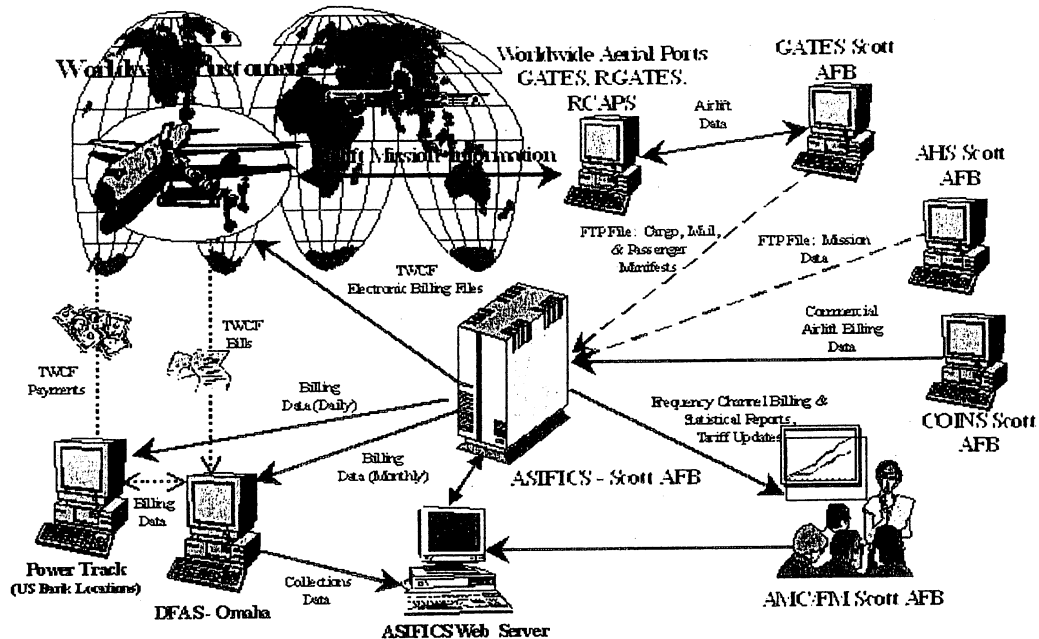 Worldwide Aerial Ports
GATES, RGATES,
RCAPS
GATES Scott
AFB
Airlift
Data
Mission Information
AHS Scott
AFB
FTP File: Cargo, Mail,
& Passenger
Manifests
FTP File: Mission
Data
TWCF
Electronic Billing Files
Commercial
Airlift Billing
Data
TWCF
Bills
TWCF
Payments
Billing
Data (Daily)
Frequency Channel Billing &
Statistical Reports,
Tariff Updates
COINS Scott
AFB
Billing
Data (Monthly)
ASIFICS - Scott AFB
Billing
Data
Power Track
(US Bank Locations)
DFAS - Omaha
Collections
Data
ASIFICS Web Server
AMC/FM Scott AFB